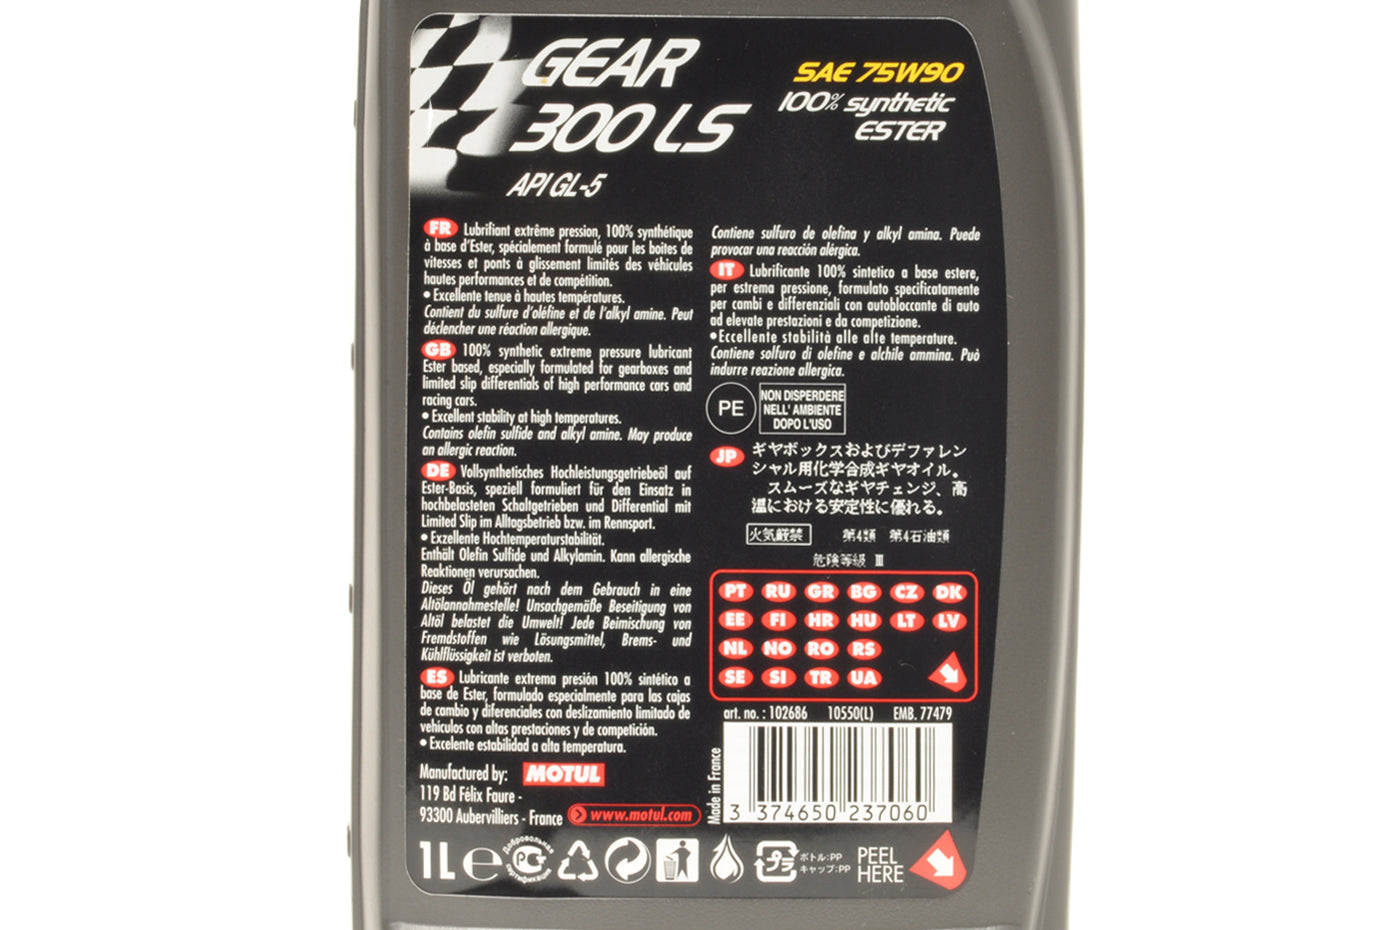 GEAR
300 LS
API GL-5
SAE 75W90
100% synthetic
ESTER
FR Lubrifiant extrême pression, 100% synthétique
à base d'Ester, spécialement formulé pour les boites de
vitesses et ponts à glissement limités des véhicules
hautes performances et de compétition.
• Excellente tenue à hautes températures.
Contient du sulfure d'oléfine et de l'alkyl amine. Peut
déclencher une réaction allergique.
GB 100% synthetic extreme pressure lubricant
Ester based, especially formulated for gearboxes and
limited slip differentials of high performance cars and
racing cars.
• Excellent stability at high temperatures.
Contains olefin sulfide and alkyl amine. May produce
an allergic reaction.
DE Vollsynthetisches Hochleistungsgetriebeöl auf
Ester-Basis, speziell formuliert für den Einsatz in
hochbelasteten Schaltgetrieben und Differential mit
Limited Slip im Alltagsbetrieb bzw. im Rennsport.
• Exzellente Hochtemperaturstabilität.
Enthält Olefin Sulfide und Alkylamin. Kann allergische
Reaktionen verursachen.
Dieses Öl gehört nach dem Gebrauch in eine
Altölannahmestelle! Unsachgemäße Beseitigung von
Altöl belastet die Umwelt! Jede Beimischung von
Fremdstoffen wie Lösungsmittel, Brems- und
Kühlflüssigkeit ist verboten.
ES Lubricante extrema presión 100% sintético a
base de Ester, formulado especialmente para las cajas
de cambio y diferenciales con deslizamiento limitado de
vehículos con altas prestaciones y de competición.
• Excelente estabilidad a alta temperatura.
Manufactured by: MOTUL
119 Bd Félix Faure -
93300 Aubervilliers - France www.motul.com
Contiene sulfuro de olefina y alkyl amina. Puede
provocar una reacción alérgica.
IT Lubrificante 100% sintetico a base estere,
per estrema pressione, formulato specificatamente
per cambi e differenziali con autobloccante di auto
ad elevate prestazioni e da competizione.
• Eccellente stabilità alle alte temperature.
Contiene solfuro di olefine e alchile ammina. Può
indurre reazione allergica.
PE
NON DISPERDERE
NELL' AMBIENTE
DOPO L'USO
JP ギヤボックスおよびデファレン
シャル用化学合成ギヤオイル。
スムーズなギヤチェンジ、高
温における安定性に優れる。
火気厳禁 第4類 第4石油類
危険等級 III
PT RU GR BG CZ DK
EE FI HR HU LT LV
NL NO RO RS
SE SI TR UA
art. no. : 102686 10550(L) EMB. 77479
Made in France
3 374650 237060
1L e Добровольная сертификация РС
プラ
ボトル:PP
キャップ:PP
PEEL
HERE